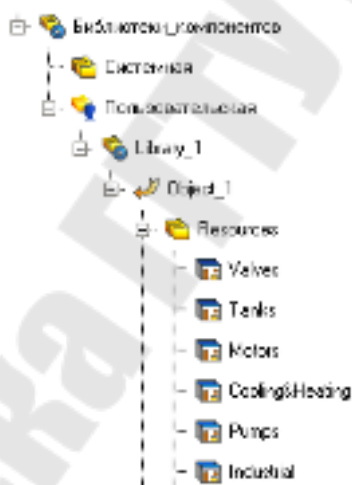 Библиотеки_компонентов
Системная
Пользовательская
Library_1
Object_1
Resources
Valves
Tanks
Motors
Cooling&Heating
Pumps
Industrial